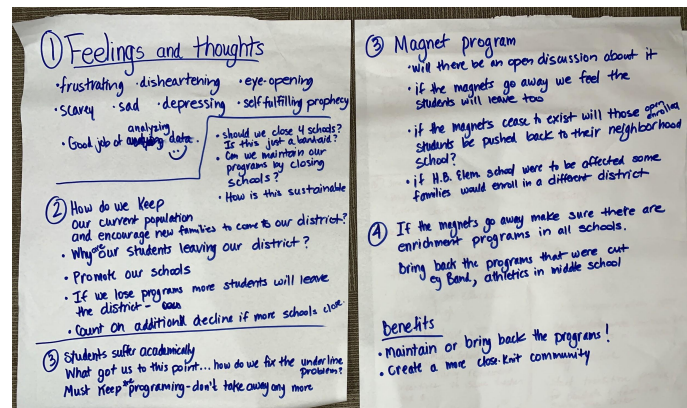 ① Feelings and thoughts
•frustrating •disheartening •eye-opening
•scarey •sad •depressing •self-fulfilling prophecy
•Good job of analyzing data.
• should we close 4 schools?
Is this just a bandaid?
• Can we maintain our
programs by closing
schools?
• How is this sustainable
② How do we keep
our current population
and encourage new families to come to our district?
• Why are our students leaving our district?
• Promote our schools
• If we lose programs more students will leave
the district-
• Count on additional decline if more schools close.
③ Students suffer academically
What got us to this point... how do we fix the underline
problem?
Must keep programing-don't take away any more
③ Magnet program
•will there be an open discussion about it
• if the magnets go away we feel the
students will leave too
• if the magnets cease to exist will those open enrolled
students be pushed back to their neighborhood
school?
• if H.B. Elem. school were to be affected some
families would enroll in a different district
④ If the magnets go away make sure there are
enrichment programs in all schools.
Bring back the programs that were cut
eg Band, athletics in middle school
Benefits
• Maintain or bring back the programs!
• Create a more close-knit community